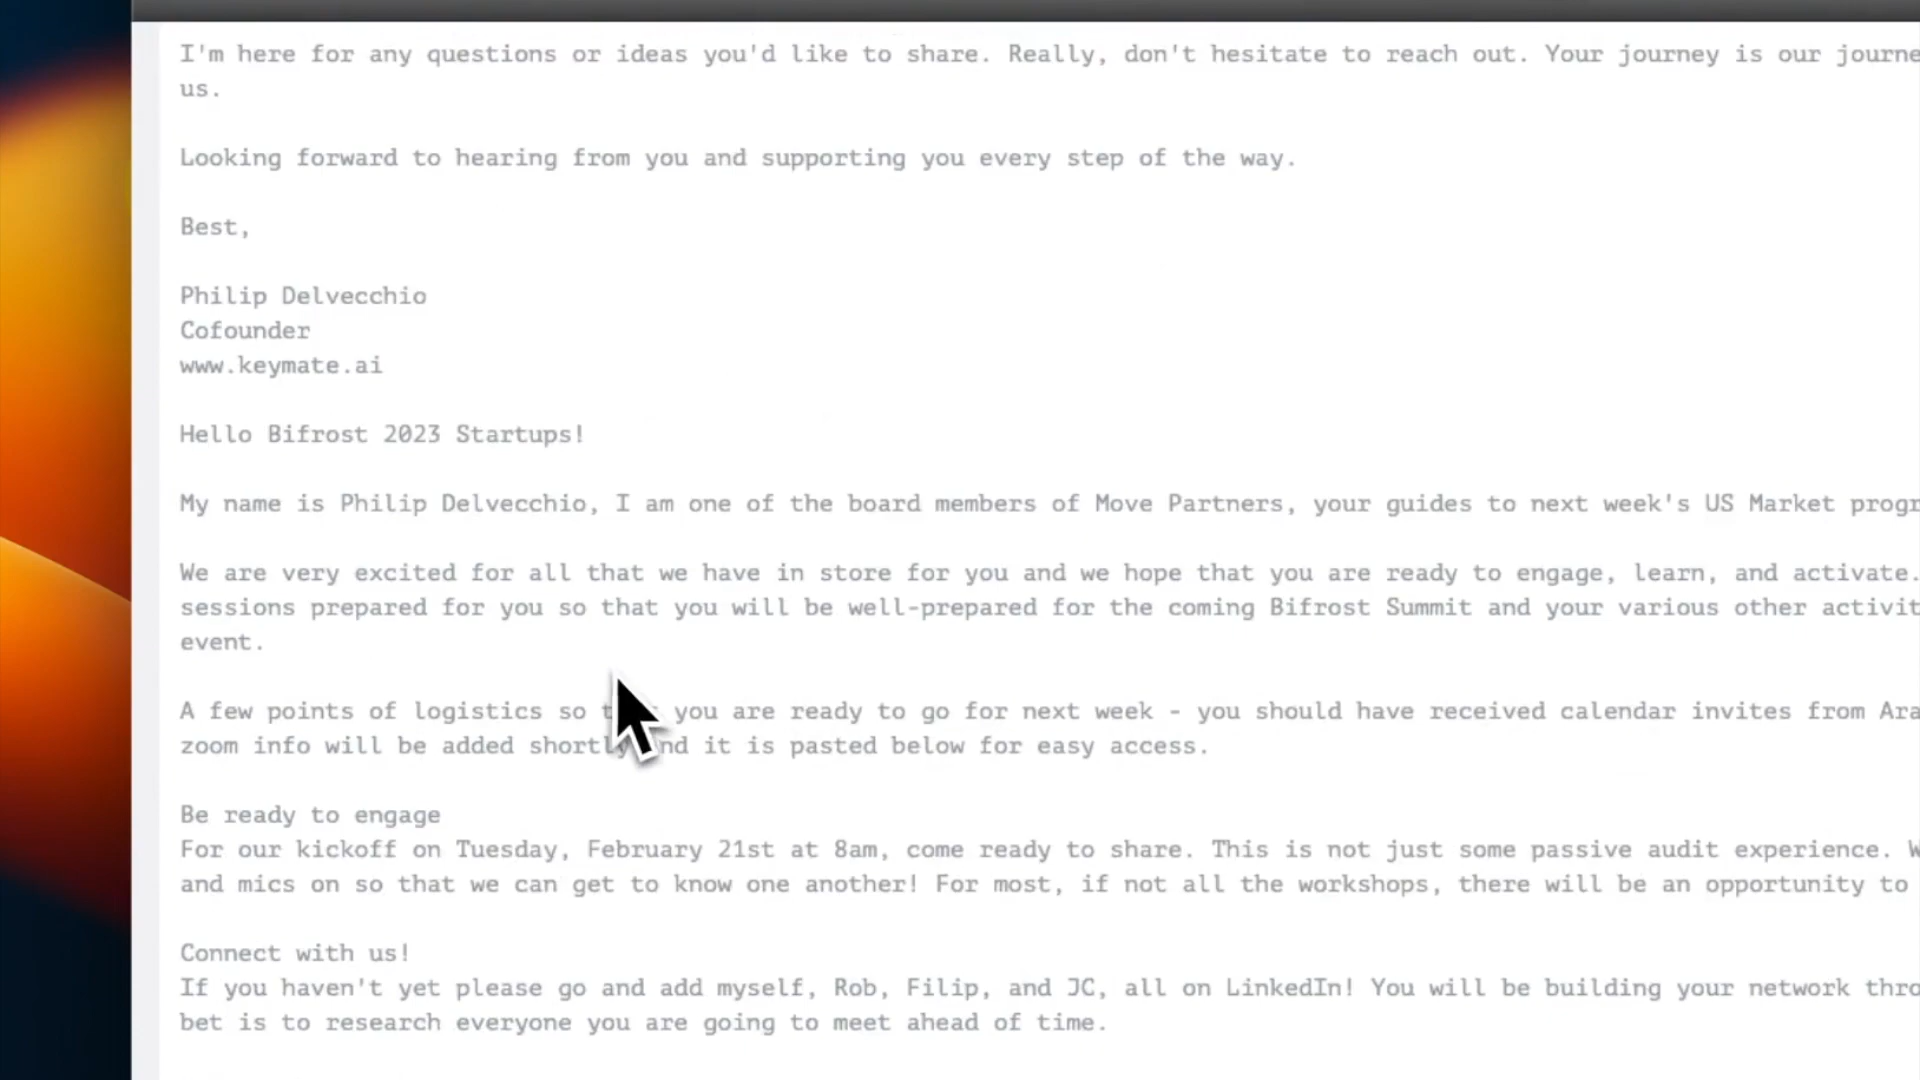 I'm here for any questions or ideas you'd like to share. Really, don't hesitate to reach out. Your journey is our journe
us.
Looking forward to hearing from you and supporting you every step of the way.
Best,
Philip Delvecchio
Cofounder
www.keymate.ai
Hello Bifrost 2023 Startups!
My name is Philip Delvecchio, I am one of the board members of Move Partners, your guides to next week's US Market progr
We are very excited for all that we have in store for you and we hope that you are ready to engage, learn, and activate.
sessions prepared for you so that you will be well-prepared for the coming Bifrost Summit and your various other activit
event.
A few points of logistics so you are ready to go for next week - you should have received calendar invites from Ara
zoom info will be added shortly nd it is pasted below for easy access.
Be ready to engage
For our kickoff on Tuesday, February 21st at 8am, come ready to share. This is not just some passive audit experience. W
and mics on so that we can get to know one another! For most, if not all the workshops, there will be an opportunity to
Connect with us!
If you haven't yet please go and add myself, Rob, Filip, and JC, all on LinkedIn! You will be building your network thro
bet is to research everyone you are going to meet ahead of time.